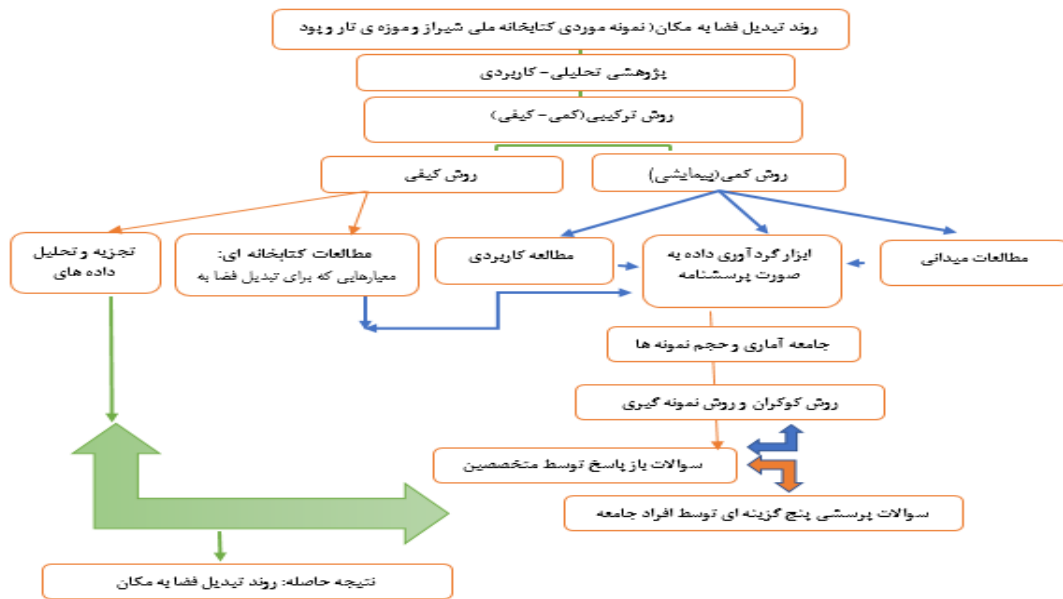 روند تبدیل فضا به مکان( نمونه موردی کتابخانه ملی شیراز و موزه ی تار و پود
پژوهشی تحلیلی- کاربردی
روش ترکیبی(کمی- کیفی)
روش کمی(پیمایشی)
روش کیفی
مطالعات میدانی
ابزار گردآوری داده به
صورت پرسشنامه
مطالعه کاربردی
مطالعات کتابخانه ای:
معیارهایی که برای تبدیل فضا به
تجزیه و تحلیل
داده های
جامعه آماری و حجم نمونه ها
روش کوکران و روش نمونه گیری
سوالات باز پاسخ توسط متخصصین
سوالات پرسشی پنج گزینه ای توسط افراد جامعه
نتیجه حاصله: روند تبدیل فضا به مکان